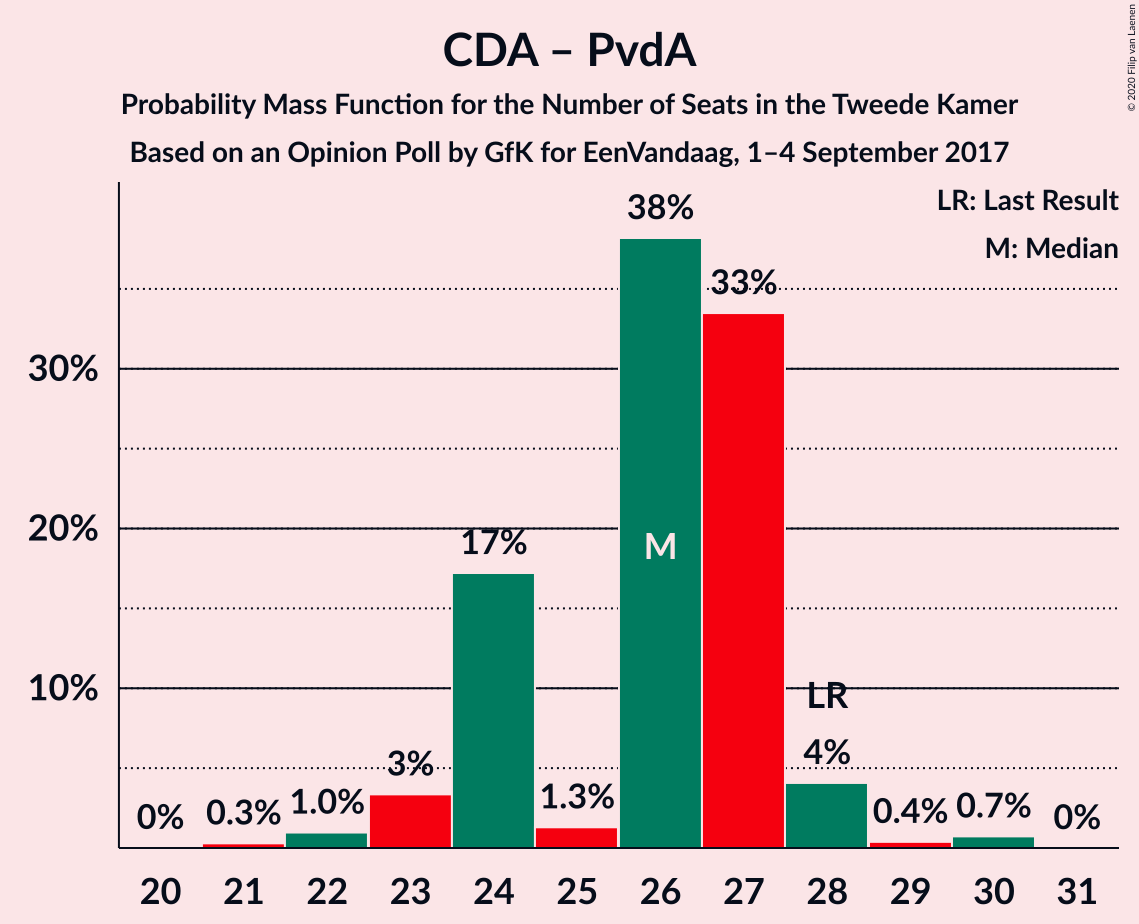 CDA – PvdA
Probability Mass Function for the Number of Seats in the Tweede Kamer
Based on an Opinion Poll by GfK for EenVandaag, 1–4 September 2017
© 2020 Filip van Laenen
LR: Last Result
M: Median
38%
33%
30%
20%
17%
M
10%
LR
4%
3%
0%
0.3%
1.0%
1.3%
0.4%
0.7%
0%
20 21 22 23 24 25 26 27 28 29 30 31